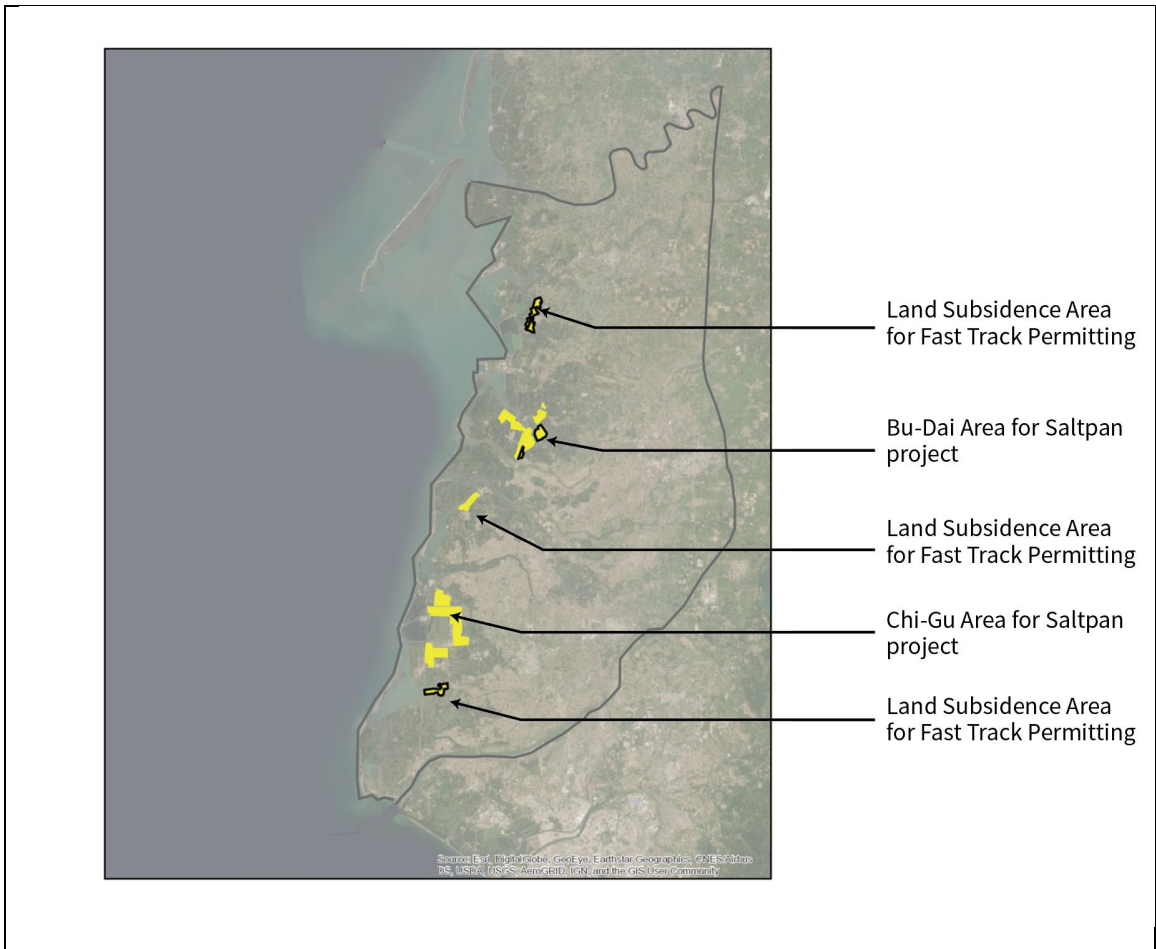 Land Subsidence Area
for Fast Track Permitting
Bu-Dai Area for Saltpan
project
Land Subsidence Area
for Fast Track Permitting
Chi-Gu Area for Saltpan
project
Land Subsidence Area
for Fast Track Permitting
Source: Esri, DigitalGlobe, GeoEye, Earthstar Geographics, CNES/Airbus
DS, USDA, USGS, AeroGRID, IGN, and the GIS User Community